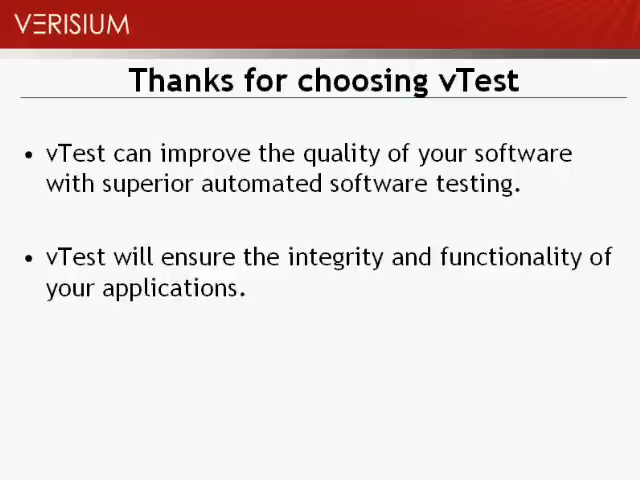 VERISIUM
Thanks for choosing vTest
• vTest can improve the quality of your software
with superior automated software testing.
• vTest will ensure the integrity and functionality of
your applications.